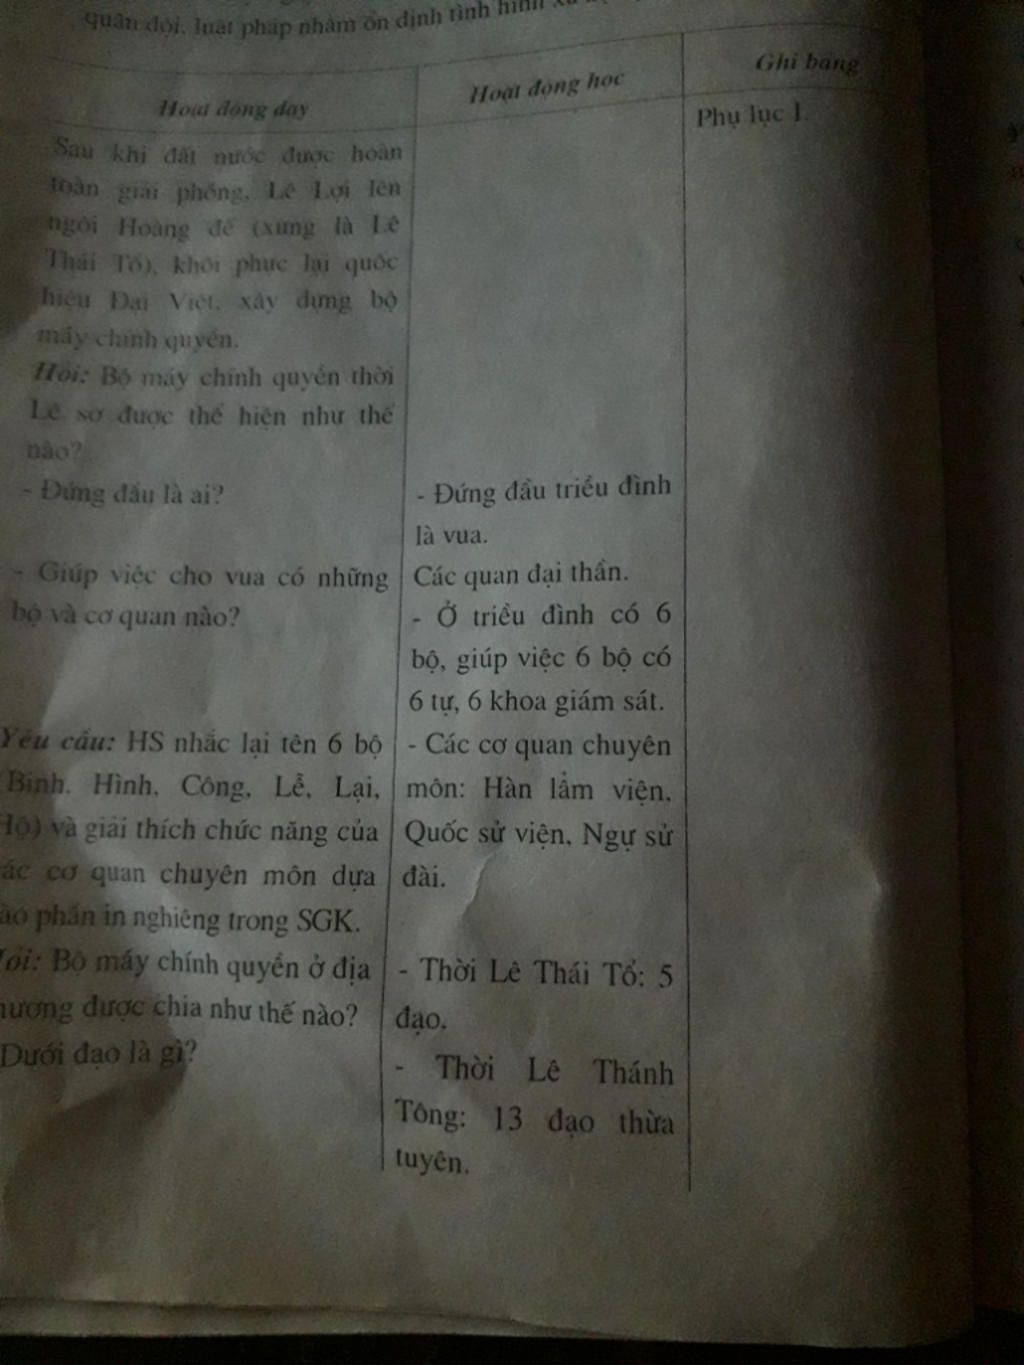 quân đội, luật pháp nhằm ổn định tình hình
Hoạt động dạy
Hoạt động học
Ghi bảng
Sau khi đất nước được hoàn
toàn giải phóng, Lê Lợi lên
ngôi Hoàng đế (xưng là Lê
Thái Tổ), khôi phục lại quốc
hiệu Đại Việt, xây dựng bộ
máy chính quyền.
Hỏi: Bộ máy chính quyền thời
Lê sơ được thể hiện như thế
nào?
- Đứng đầu là ai?
- Giúp việc cho vua có những
bộ và cơ quan nào?
Yêu cầu: HS nhắc lại tên 6 bộ
(Binh, Hình, Công, Lễ, Lại,
Hộ) và giải thích chức năng của
các cơ quan chuyên môn dựa
vào phần in nghiêng trong SGK.
Hỏi: Bộ máy chính quyền ở địa
phương được chia như thế nào?
Dưới đạo là gì?
- Đứng đầu triều đình
là vua.
Các quan đại thần.
- Ở triều đình có 6
bộ, giúp việc 6 bộ có
6 tự, 6 khoa giám sát.
- Các cơ quan chuyên
môn: Hàn lâm viện,
Quốc sử viện, Ngự sử
đài.
- Thời Lê Thái Tổ: 5
đạo.
- Thời Lê Thánh
Tông: 13 đạo thừa
tuyên.
Phụ lục 1.